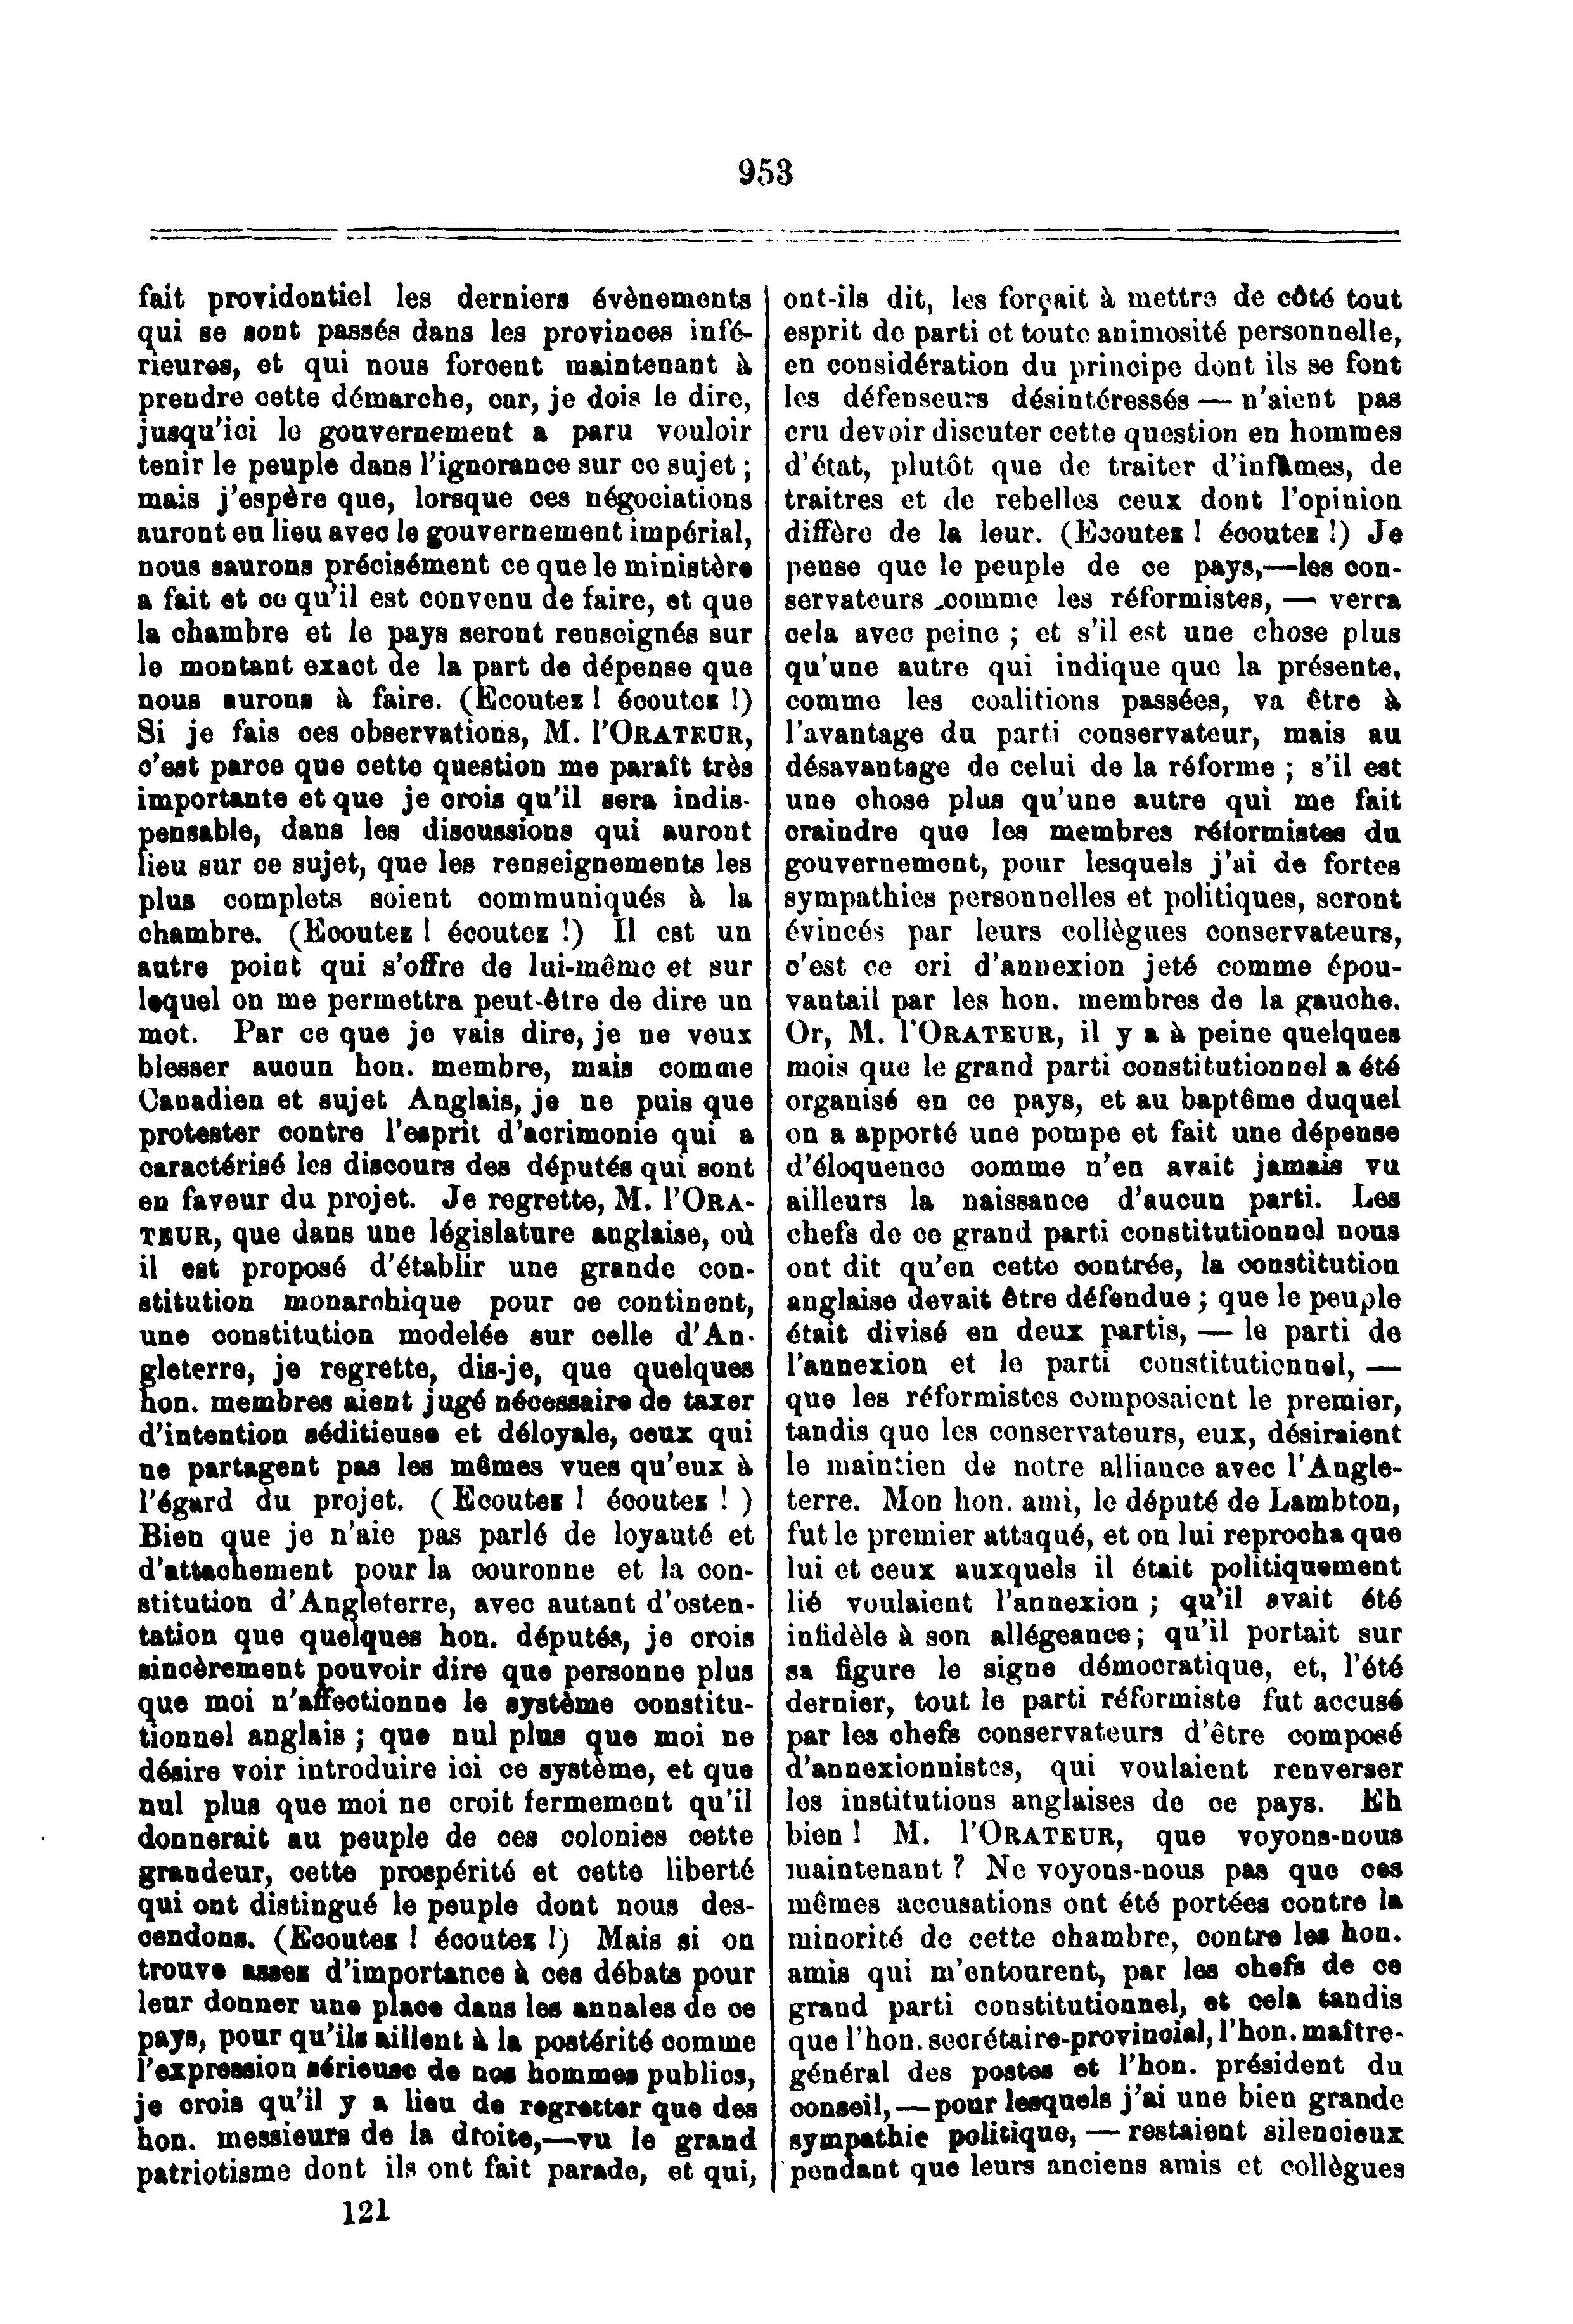 953
fait providentiel les derniers évènements
qui se sont passés dans les provinces infé-
rieures, et qui nous forcent maintenant à
prendre cette démarche, car, je dois le dire,
jusqu'ici le gouvernement a paru vouloir
tenir le peuple dans l'ignorance sur ce sujet ;
mais j'espère que, lorsque ces négociations
auront eu lieu avec le gouvernement impérial,
nous saurons précisément ce que le ministère
a fait et ce qu'il est convenu de faire, et que
la chambre et le pays seront renseignés sur
le montant exact de la part de dépense que
nous aurons à faire. (Ecoutez ! écoutez !)
Si je fais ces observations, M. l'ORATEUR,
c'est parce que cette question me paraît très
importante et que je crois qu'il sera indis-
pensable, dans les discussions qui auront
lieu sur ce sujet, que les renseignements les
plus complets soient communiqués à la
chambre. (Ecoutez ! écoutez !) Il est un
autre point qui s'offre de lui-même et sur
lequel on me permettra peut-être de dire un
mot. Par ce que je vais dire, je ne veux
blesser aucun hon. membre, mais comme
Canadien et sujet Anglais, je ne puis que
protester contre l'esprit d'acrimonie qui a
caractérisé les discours des députés qui sont
en faveur du projet. Je regrette, M. l'ORA-
TEUR, que dans une législature anglaise, où
il est proposé d'établir une grande con-
stitution monarchique pour ce continent,
une constitution modelée sur celle d'An-
gleterre, je regrette, dis-je, que quelques
hon. membres aient jugé nécessaire de taxer
d'intention séditieuse et déloyale, ceux qui
ne partagent pas les mêmes vues qu'eux à
l'égard du projet. ( Ecoutez ! écoutez ! )
Bien que je n'aie pas parlé de loyauté et
d'attachement pour la couronne et la con-
stitution d'Angleterre, avec autant d'osten-
tation que quelques hon. députés, je crois
sincèrement pouvoir dire que personne plus
que moi n'affectionne le système constitu-
tionnel anglais ; que nul plus que moi ne
désire voir introduire ici ce système, et que
nul plus que moi ne croit fermement qu'il
donnerait au peuple de ces colonies cette
grandeur, cette prospérité et cette liberté
qui ont distingué le peuple dont nous des-
cendons. (Ecoutez ! écoutez !) Mais si on
trouve assez d'importance à ces débats pour
leur donner une place dans les annales de ce
pays, pour qu'ils aillent à la postérité comme
l'expression sérieuse de nos hommes publics,
je crois qu'il y a lieu de regretter que des
hon. messieurs de la droite,—vu le grand
patriotisme dont ils ont fait parade, et qui,
121
ont-ils dit, les forçait à mettre de côté tout
esprit de parti et toute animosité personnelle,
en considération du principe dont ils se font
les défenseurs désintéressés — n'aient pas
cru devoir discuter cette question en hommes
d'état, plutôt que de traiter d'infâmes, de
traitres et de rebelles ceux dont l'opinion
diffère de la leur. (Ecoutez ! écoutez !) Je
pense que le peuple de ce pays,—les con-
servateurs comme les réformistes, — verra
cela avec peine ; et s'il est une chose plus
qu'une autre qui indique que la présente,
comme les coalitions passées, va être à
l'avantage du parti conservateur, mais au
désavantage de celui de la réforme ; s'il est
une chose plus qu'une autre qui me fait
craindre que les membres réformistes du
gouvernement, pour lesquels j'ai de fortes
sympathies personnelles et politiques, seront
évincés par leurs collègues conservateurs,
c'est ce cri d'annexion jeté comme épou-
vantail par les hon. membres de la gauche.
Or, M. l'ORATEUR, il y a à peine quelques
mois que le grand parti constitutionnel a été
organisé en ce pays, et au baptême duquel
on a apporté une pompe et fait une dépense
d'éloquence comme n'en avait jamais vu
ailleurs la naissance d'aucun parti. Les
chefs de ce grand parti constitutionnel nous
ont dit qu'en cette contrée, la constitution
anglaise devait être défendue ; que le peuple
était divisé en deux partis, — le parti de
l'annexion et le parti constitutionnel, —
que les réformistes composaient le premier,
tandis que les conservateurs, eux, désiraient
le maintien de notre alliance avec l'Angle-
terre. Mon hon. ami, le député de Lambton,
fut le premier attaqué, et on lui reprocha que
lui et ceux auxquels il était politiquement
lié voulaient l'annexion ; qu'il avait été
infidèle à son allégeance; qu'il portait sur
sa figure le signe démocratique, et, l'été
dernier, tout le parti réformiste fut accusé
par les chefs conservateurs d'être composé
d'annexionnistes, qui voulaient renverser
les institutions anglaises de ce pays. Eh
bien ! M. l'ORATEUR, que voyons-nous
maintenant ? Ne voyons-nous pas que ces
mêmes accusations ont été portées contre la
minorité de cette chambre, contre les hon.
amis qui m'entourent, par les chefs de ce
grand parti constitutionnel, et cela tandis
que l'hon. secrétaire-provincial, l'hon. maître-
général des postes et l'hon. président du
conseil,—pour lesquels j'ai une bien grande
sympathie politique, — restaient silencieux
pendant que leurs anciens amis et collègues